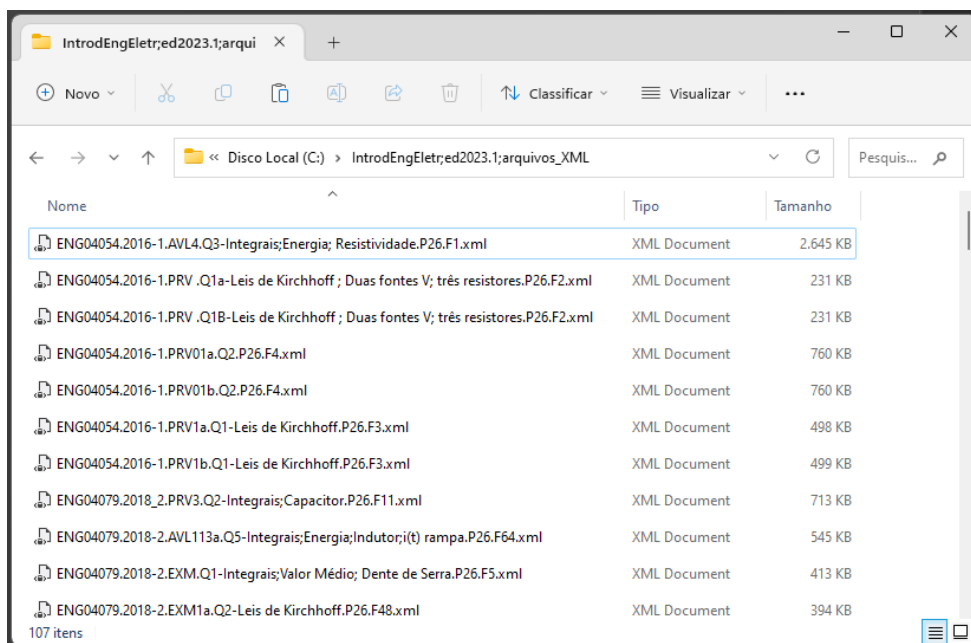 IntrodEngEletr;ed2023.1;arqui
Novo Classificar Visualizar
« Disco Local (C:) › IntrodEngEletr;ed2023.1;arquivos_XML Pesquis...
Nome Tipo Tamanho
ENG04054.2016-1.AVL4.Q3-Integrais;Energia; Resistividade.P26.F1.xml XML Document 2.645 KB
ENG04054.2016-1.PRV .Q1a-Leis de Kirchhoff ; Duas fontes V; três resistores.P26.F2.xml XML Document 231 KB
ENG04054.2016-1.PRV .Q1B-Leis de Kirchhoff ; Duas fontes V; três resistores.P26.F2.xml XML Document 231 KB
ENG04054.2016-1.PRV01a.Q2.P26.F4.xml XML Document 760 KB
ENG04054.2016-1.PRV01b.Q2.P26.F4.xml XML Document 760 KB
ENG04054.2016-1.PRV1a.Q1-Leis de Kirchhoff.P26.F3.xml XML Document 498 KB
ENG04054.2016-1.PRV1b.Q1-Leis de Kirchhoff.P26.F3.xml XML Document 499 KB
ENG04079.2018_2.PRV3.Q2-Integrais;Capacitor.P26.F11.xml XML Document 713 KB
ENG04079.2018-2.AVL113a.Q5-Integrais;Energia;Indutor;i(t) rampa.P26.F64.xml XML Document 545 KB
ENG04079.2018-2.EXM.Q1-Integrais;Valor Médio; Dente de Serra.P26.F5.xml XML Document 413 KB
ENG04079.2018-2.EXM1a.Q2-Leis de Kirchhoff.P26.F48.xml XML Document 394 KB
107 itens